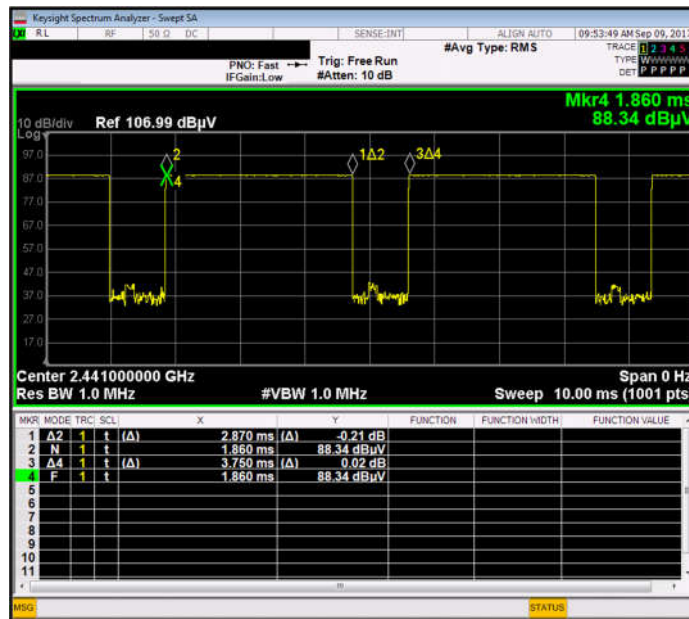 Keysight Spectrum Analyzer - Swept SA
LXI RL RF 50 Ω DC SENSE:INT ALIGN AUTO 09:53:49 AM Sep 09, 2017
#Avg Type: RMS TRACE 1 2 3 4 5
PNO: Fast Trig: Free Run TYPE W
IFGain:Low #Atten: 10 dB DET P P P P P
Mkr4 1.860 ms
10 dB/div Ref 106.99 dBµV 88.34 dBµV
Log
97.0
87.0
77.0
67.0
57.0
47.0
37.0
27.0
17.0
2
4
1Δ2
3Δ4
Center 2.441000000 GHz Span 0 Hz
Res BW 1.0 MHz #VBW 1.0 MHz Sweep 10.00 ms (1001 pts
MKR MODE TRC SCL X Y FUNCTION FUNCTION WIDTH FUNCTION VALUE
1 Δ2 1 t (Δ) 2.870 ms (Δ) -0.21 dB
2 N 1 t 1.860 ms 88.34 dBµV
3 Δ4 1 t (Δ) 3.750 ms (Δ) 0.02 dB
4 F 1 t 1.860 ms 88.34 dBµV
5
6
7
8
9
10
11
MSG STATUS